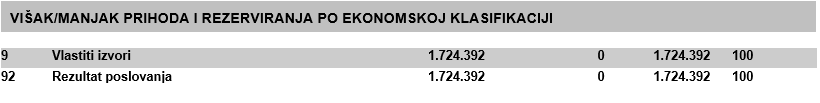 VIŠAK/MANJAK PRIHODA I REZERVIRANJA PO EKONOMSKOJ KLASIFIKACIJI
9 Vlastiti izvori 1.724.392 0 1.724.392 100
92 Rezultat poslovanja 1.724.392 0 1.724.392 100